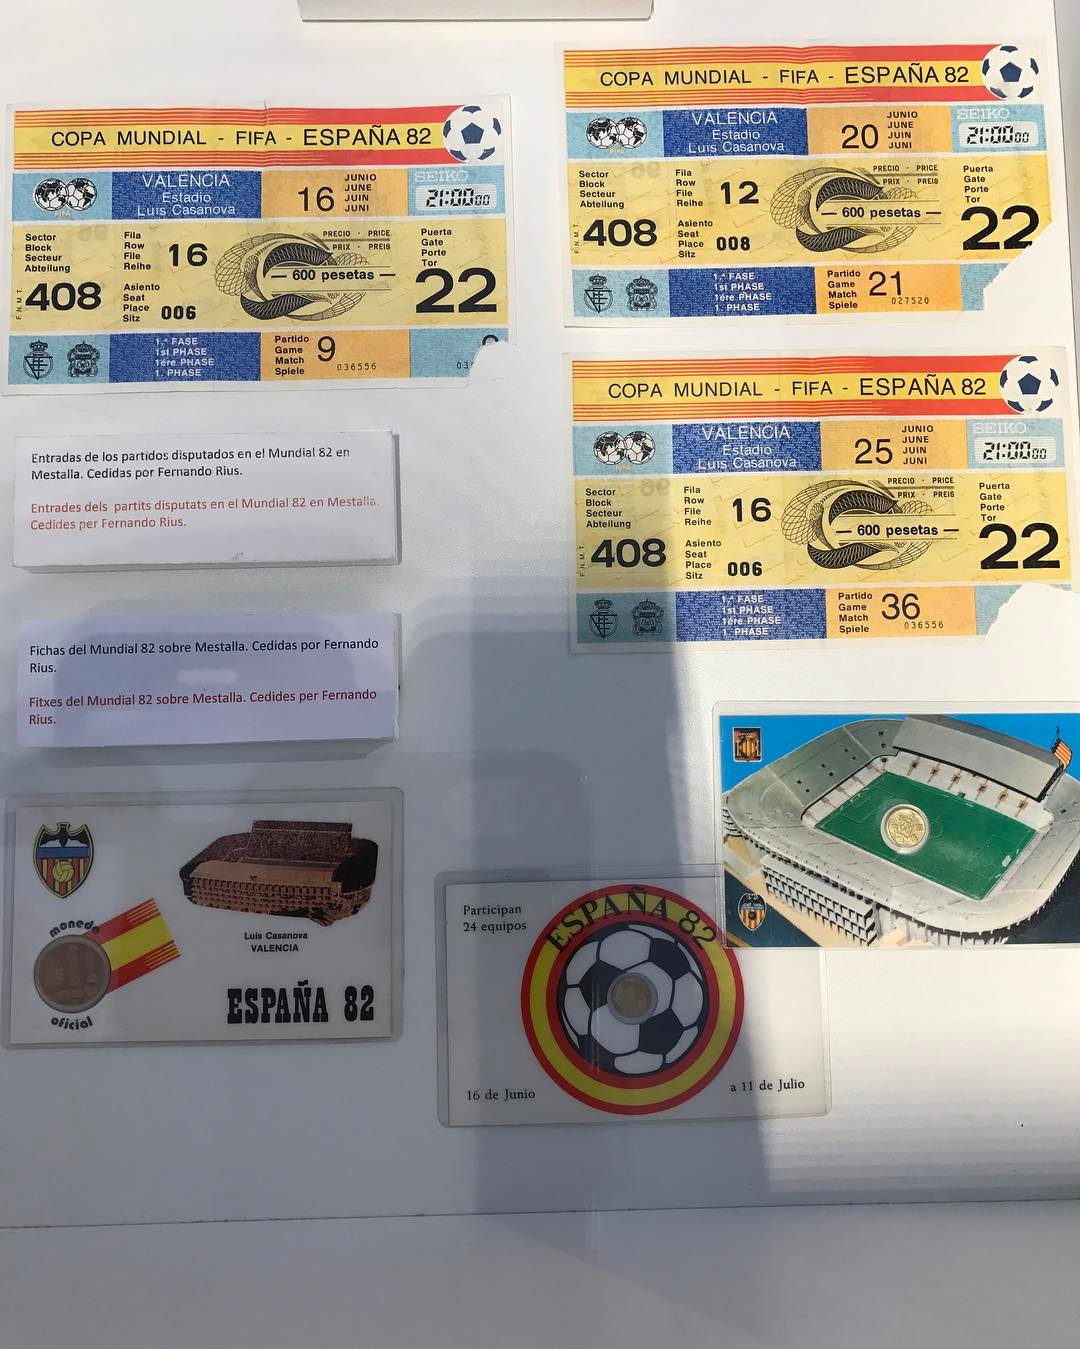 COPA MUNDIAL - FIFA - ESPAÑA 82
FIFA
VALENCIA
Estadio
Luis Casanova
16
JUNIO
JUNE
JUIN
JUNI
SEIKO
21:00:00
Sector
Block
Secteur
Abteilung
408
F.N.M.T.
Fila
Row
File
Reihe
16
Asiento
Seat
Place
Sitz
006
PRECIO - PRICE
PRIX - PREIS
600 pesetas
Puerta
Gate
Porte
Tor
22
1.ª FASE
1st PHASE
1ére PHASE
1. PHASE
Partido
Game
Match
Spiele
9
036556
COPA MUNDIAL - FIFA - ESPAÑA 82
FIFA
VALENCIA
Estadio
Luis Casanova
20
JUNIO
JUNE
JUIN
JUNI
SEIKO
21:00:00
Sector
Block
Secteur
Abteilung
408
F.N.M.T.
Fila
Row
File
Reihe
12
Asiento
Seat
Place
Sitz
008
PRECIO - PRICE
PRIX - PREIS
600 pesetas
Puerta
Gate
Porte
Tor
22
1.ª FASE
1st PHASE
1ére PHASE
1. PHASE
Partido
Game
Match
Spiele
21
027520
COPA MUNDIAL - FIFA - ESPAÑA 82
FIFA
VALENCIA
Estadio
Luis Casanova
25
JUNIO
JUNE
JUIN
JUNI
SEIKO
21:00:00
Sector
Block
Secteur
Abteilung
408
F.N.M.T.
Fila
Row
File
Reihe
16
Asiento
Seat
Place
Sitz
006
PRECIO - PRICE
PRIX - PREIS
600 pesetas
Puerta
Gate
Porte
Tor
22
1.ª FASE
1st PHASE
1ére PHASE
1. PHASE
Partido
Game
Match
Spiele
36
036556
Entradas de los partidos disputados en el Mundial 82 en
Mestalla. Cedidas por Fernando Rius.
Entrades dels partits disputats en el Mundial 82 en Mestalla.
Cedides per Fernando Rius.
Fichas del Mundial 82 sobre Mestalla. Cedidas por Fernando
Rius.
Fitxes del Mundial 82 sobre Mestalla. Cedides per Fernando
Rius.
moneda
oficial
Luis Casanova
VALENCIA
ESPAÑA 82
Participan
24 equipos
ESPAÑA 82
16 de Junio
a 11 de Julio